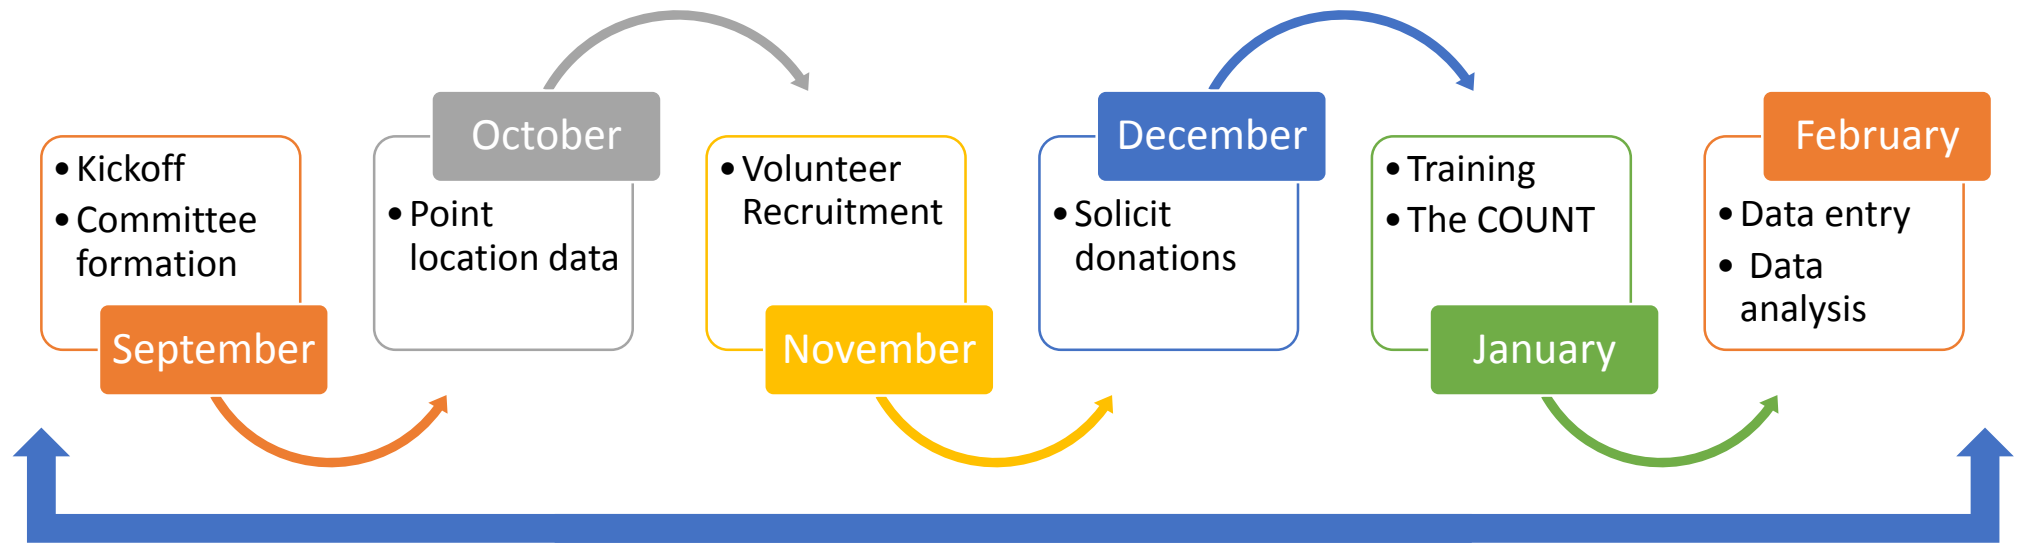 • Kickoff
• Committee
formation
September
October
• Point
location data
• Volunteer
Recruitment
November
December
• Solicit
donations
• Training
• The COUNT
January
February
• Data entry
• Data
analysis